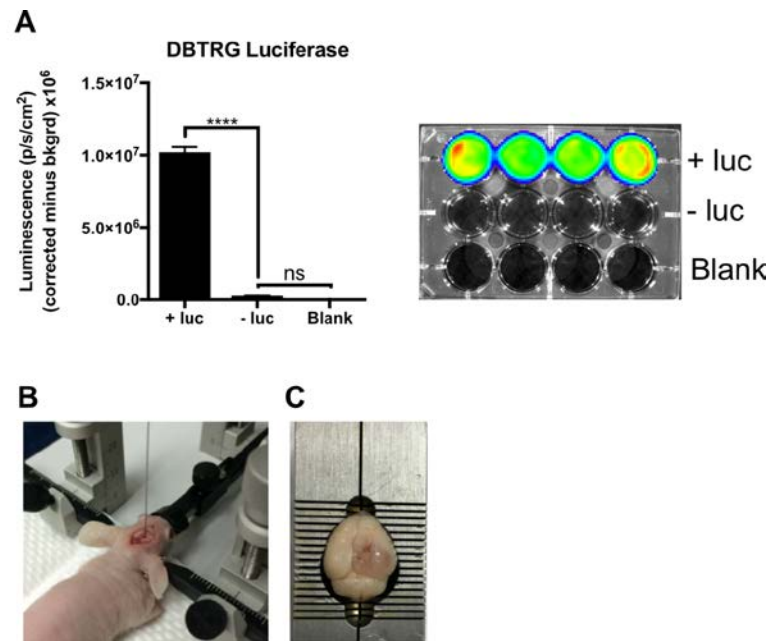 A
DBTRG Luciferase
Luminescence (p/s/cm²)
(corrected minus bkgrd) x10⁶
1.5×10⁷
1.0×10⁷
5.0×10⁶
0.0
****
ns
+ luc
- luc
Blank
+ luc
- luc
Blank
B
C